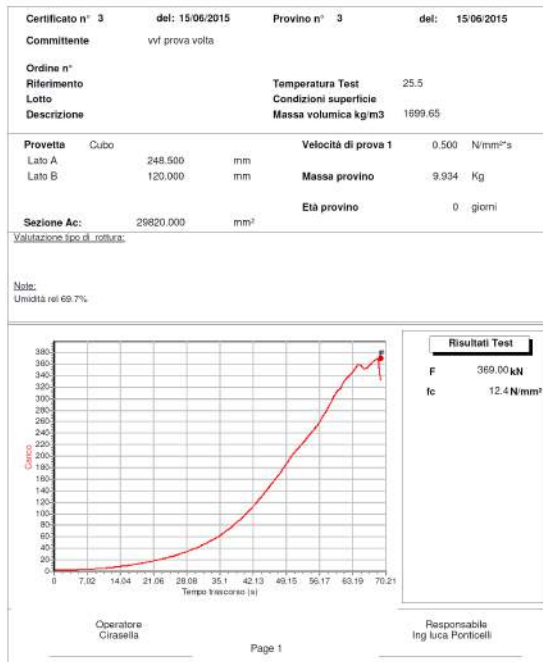 Certificato n° 3 del: 15/06/2015 Provino n° 3 del: 15/06/2015
Committente vvf prova volta
Ordine n°
Riferimento Temperatura Test 25.5
Lotto Condizioni superficie
Descrizione Massa volumica kg/m3 1699.65
Provetta Cubo Velocità di prova 1 0.500 N/mm²*s
Lato A 248.500 mm
Lato B 120.000 mm Massa provino 9.934 Kg
Età provino 0 giorni
Sezione Ac: 29820.000 mm²
Valutazione tipo di rottura:
Note:
Umidità rel 69.7%
Risultati Test
F 369.00 kN
fc 12.4 N/mm²
Carico
380
360
340
320
300
280
260
240
220
200
180
160
140
120
100
80
60
40
20
0
0 7.02 14.04 21.06 28.08 35.1 42.13 49.15 56.17 63.19 70.21
Tempo trascorso (s)
Operatore Responsabile
Cirasella Ing luca Ponticelli
Page 1